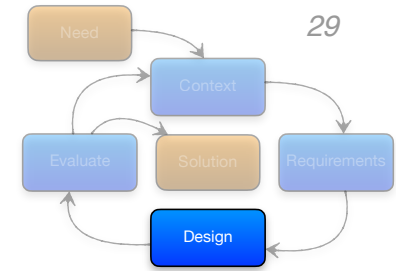 Need
29
Context
Evaluate
Solution
Requirements
Design